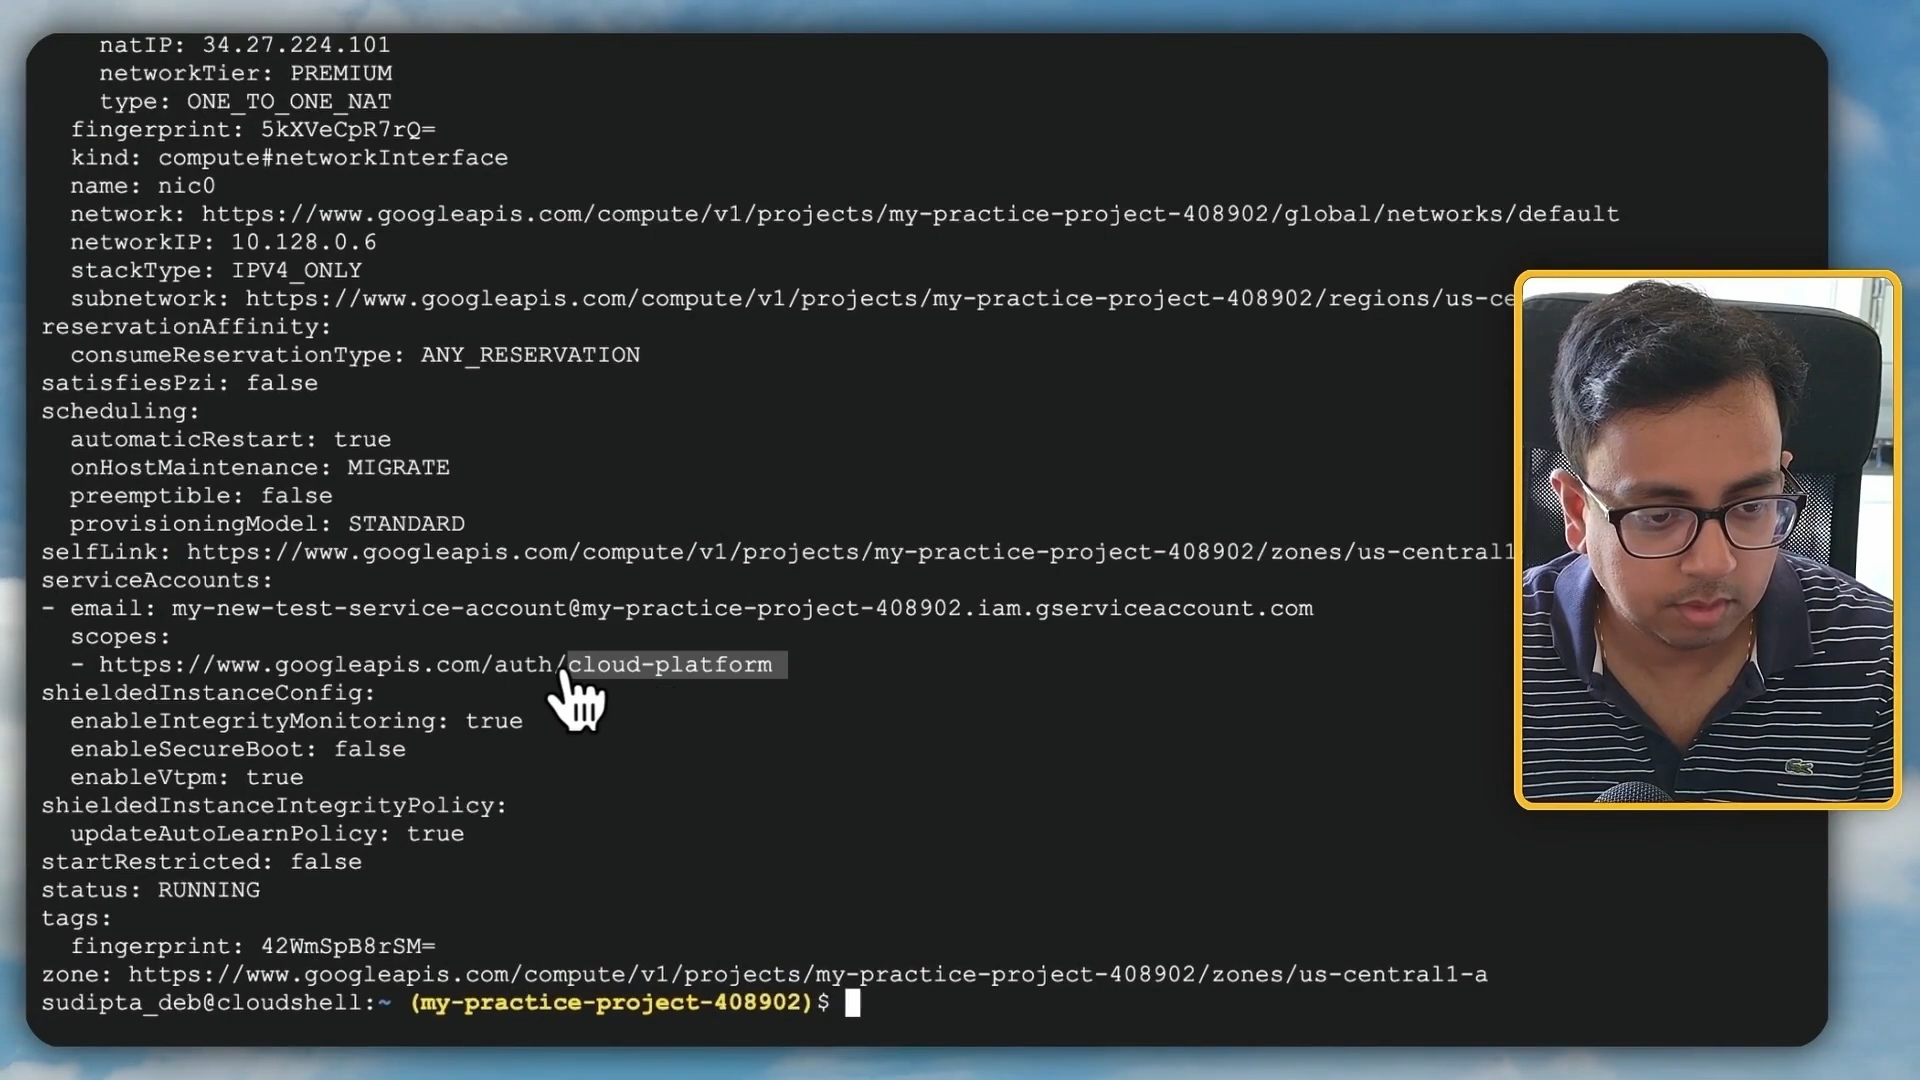 natIP: 34.27.224.101
networkTier: PREMIUM
type: ONE_TO_ONE_NAT
fingerprint: 5kXVeCpR7rQ=
kind: compute#networkInterface
name: nic0
network: https://www.googleapis.com/compute/v1/projects/my-practice-project-408902/global/networks/default
networkIP: 10.128.0.6
stackType: IPV4_ONLY
subnetwork: https://www.googleapis.com/compute/v1/projects/my-practice-project-408902/regions/us-ce
reservationAffinity:
consumeReservationType: ANY_RESERVATION
satisfiesPzi: false
scheduling:
automaticRestart: true
onHostMaintenance: MIGRATE
preemptible: false
provisioningModel: STANDARD
selfLink: https://www.googleapis.com/compute/v1/projects/my-practice-project-408902/zones/us-central1
serviceAccounts:
- email: my-new-test-service-account@my-practice-project-408902.iam.gserviceaccount.com
scopes:
- https://www.googleapis.com/auth/cloud-platform
shieldedInstanceConfig:
enableIntegrityMonitoring: true
enableSecureBoot: false
enableVtpm: true
shieldedInstanceIntegrityPolicy:
updateAutoLearnPolicy: true
startRestricted: false
status: RUNNING
tags:
fingerprint: 42WmSpB8rSM=
zone: https://www.googleapis.com/compute/v1/projects/my-practice-project-408902/zones/us-central1-a
sudipta_deb@cloudshell:~ (my-practice-project-408902)$